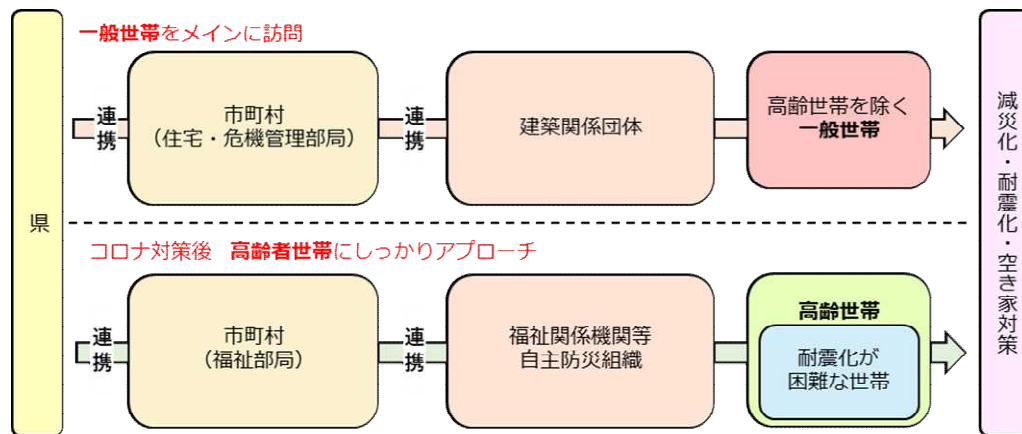 県
一般世帯をメインに訪問
連携
市町村
（住宅・危機管理部局）
連携
建築関係団体
高齢世帯を除く
一般世帯
コロナ対策後　高齢者世帯にしっかりアプローチ
連携
市町村
（福祉部局）
連携
福祉関係機関等
自主防災組織
高齢世帯
耐震化が
困難な世帯
減災化・耐震化・空き家対策